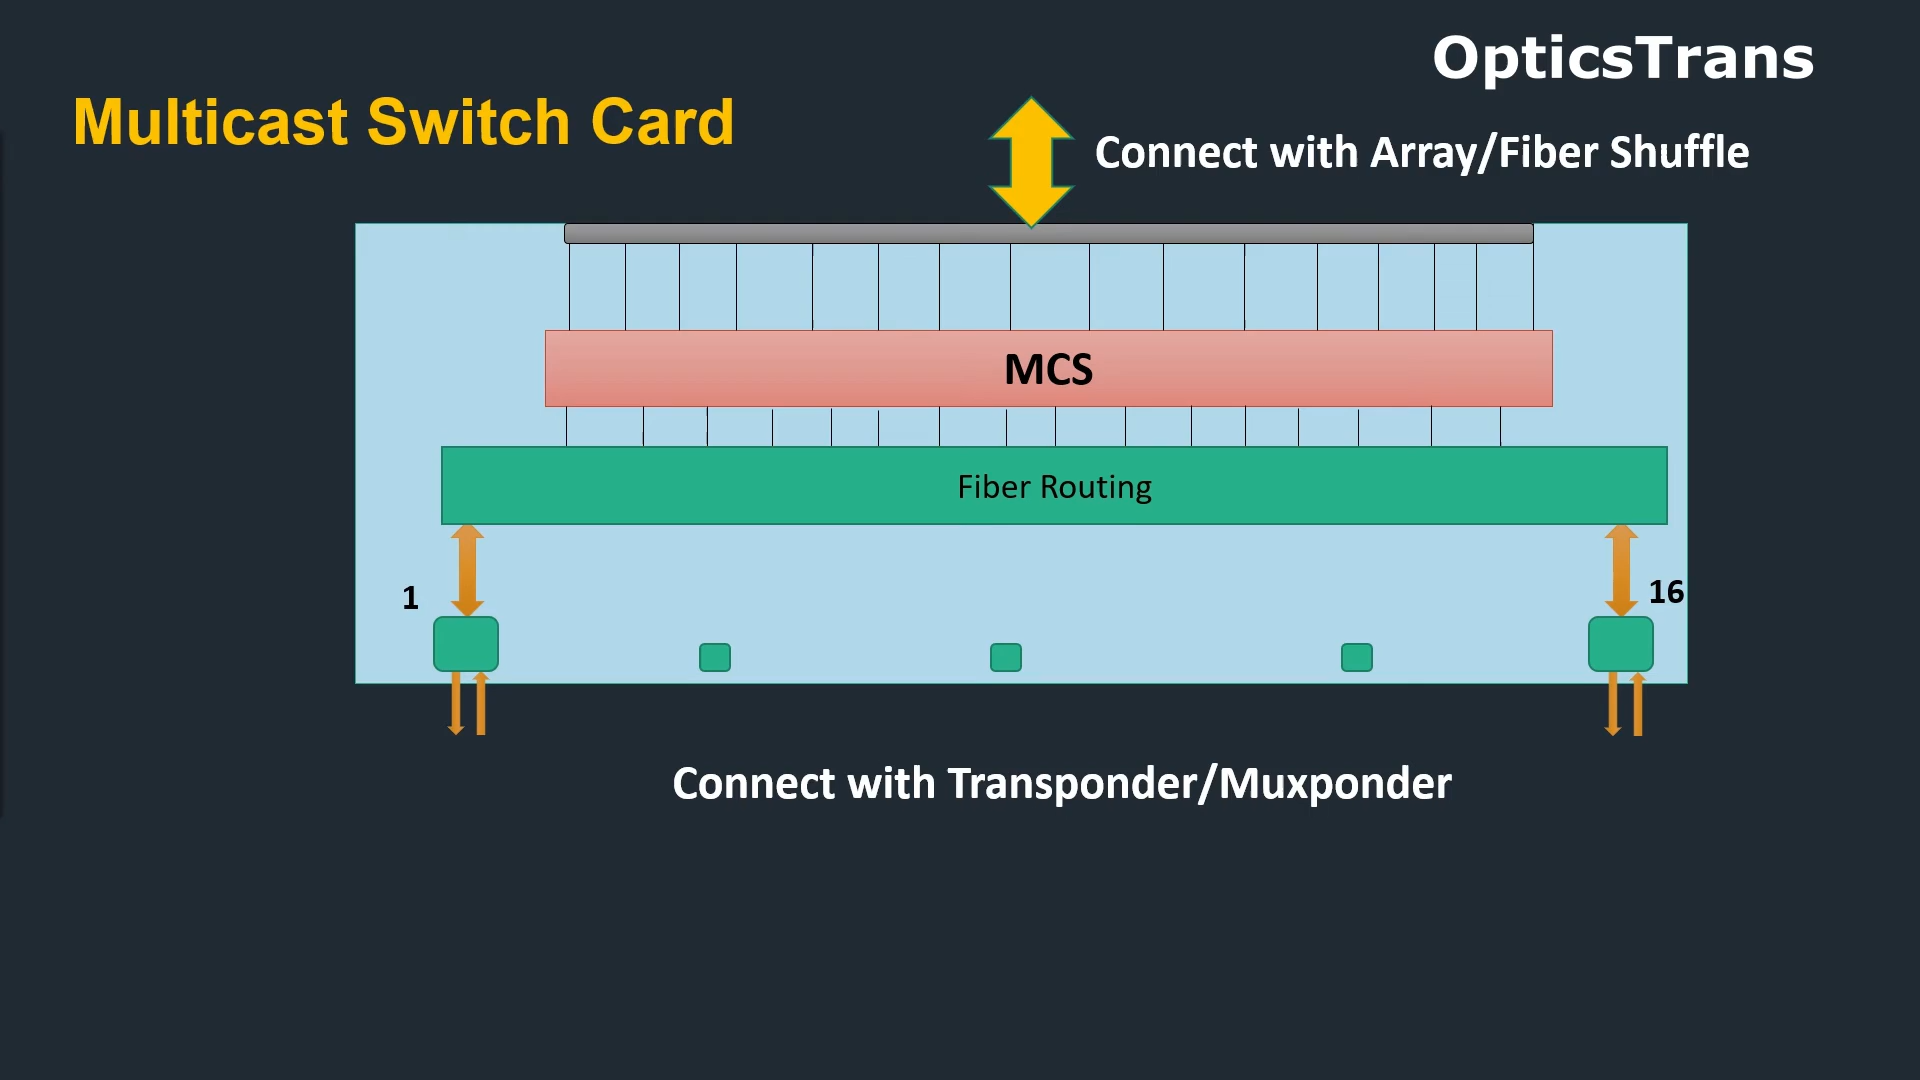 OpticsTrans
Multicast Switch Card
Connect with Array/Fiber Shuffle
MCS
Fiber Routing
1
16
Connect with Transponder/Muxponder